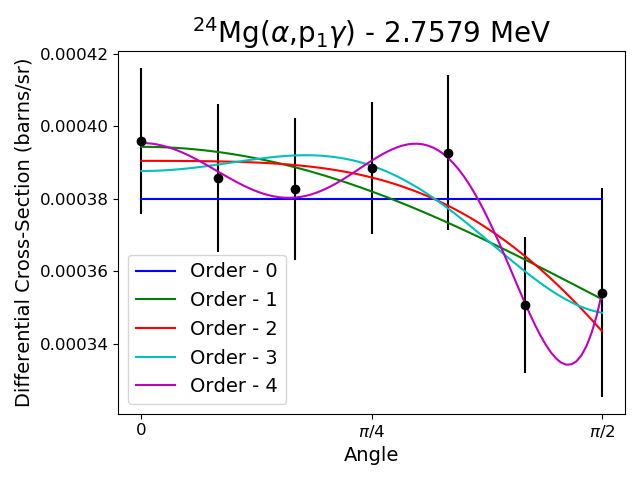 ²⁴Mg(α,p₁γ) - 2.7579 MeV
Differential Cross-Section (barns/sr)
0.00042
0.00040
0.00038
0.00036
0.00034
Order - 0
Order - 1
Order - 2
Order - 3
Order - 4
0
π/4
π/2
Angle